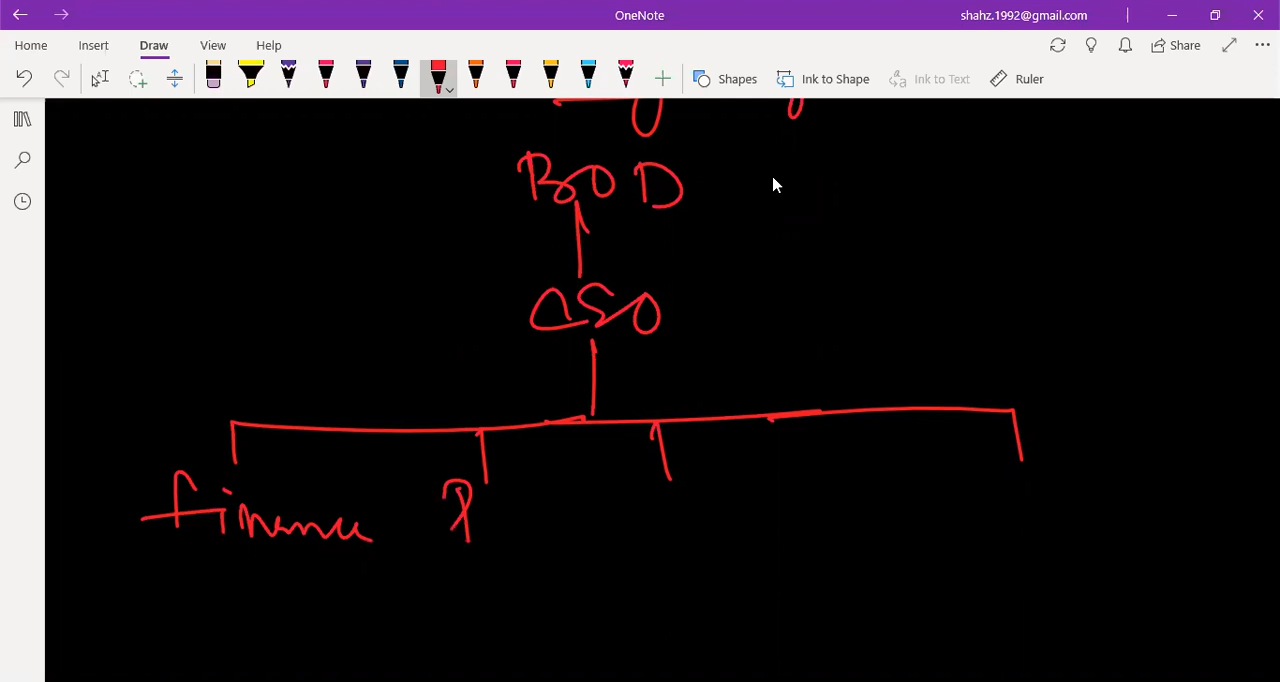 OneNote
shahz.1992@gmail.com
Home Insert Draw View Help
Share
Shapes Ink to Shape Ink to Text Ruler
BOD
CEO
finance P